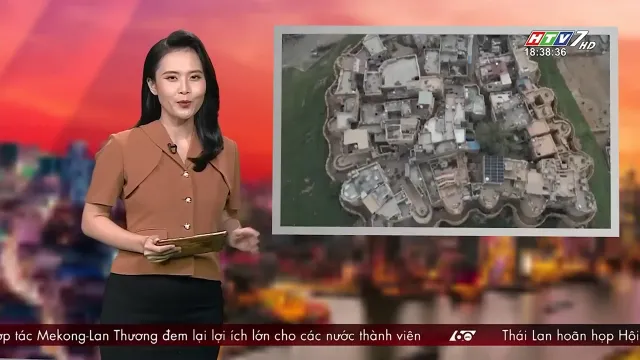 HTV7 HD
18:38:36
ợp tác Mekong-Lan Thương đem lại lợi ích lớn cho các nước thành viên 60 Thái Lan hoãn họp Hội